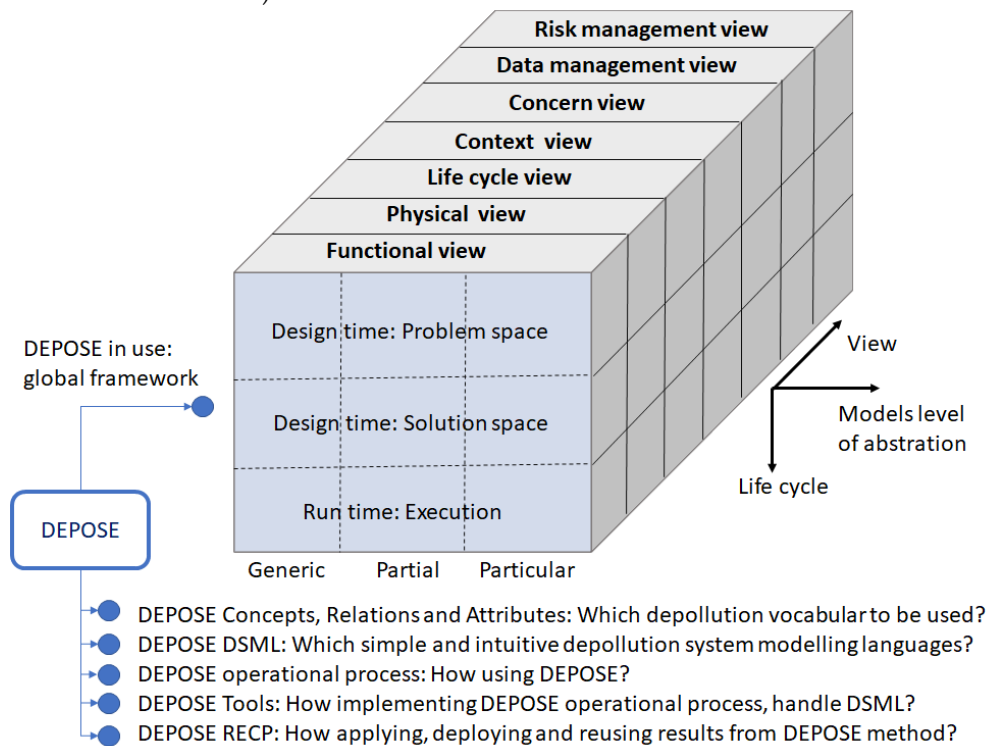 Risk management view
Data management view
Concern view
Context view
Life cycle view
Physical view
Functional view
Design time: Problem space
DEPOSE in use:
global framework
View
Design time: Solution space
Models level
of abstration
Life cycle
Run time: Execution
DEPOSE
Generic Partial Particular
DEPOSE Concepts, Relations and Attributes: Which depollution vocabular to be used?
DEPOSE DSML: Which simple and intuitive depollution system modelling languages?
DEPOSE operational process: How using DEPOSE?
DEPOSE Tools: How implementing DEPOSE operational process, handle DSML?
DEPOSE RECP: How applying, deploying and reusing results from DEPOSE method?